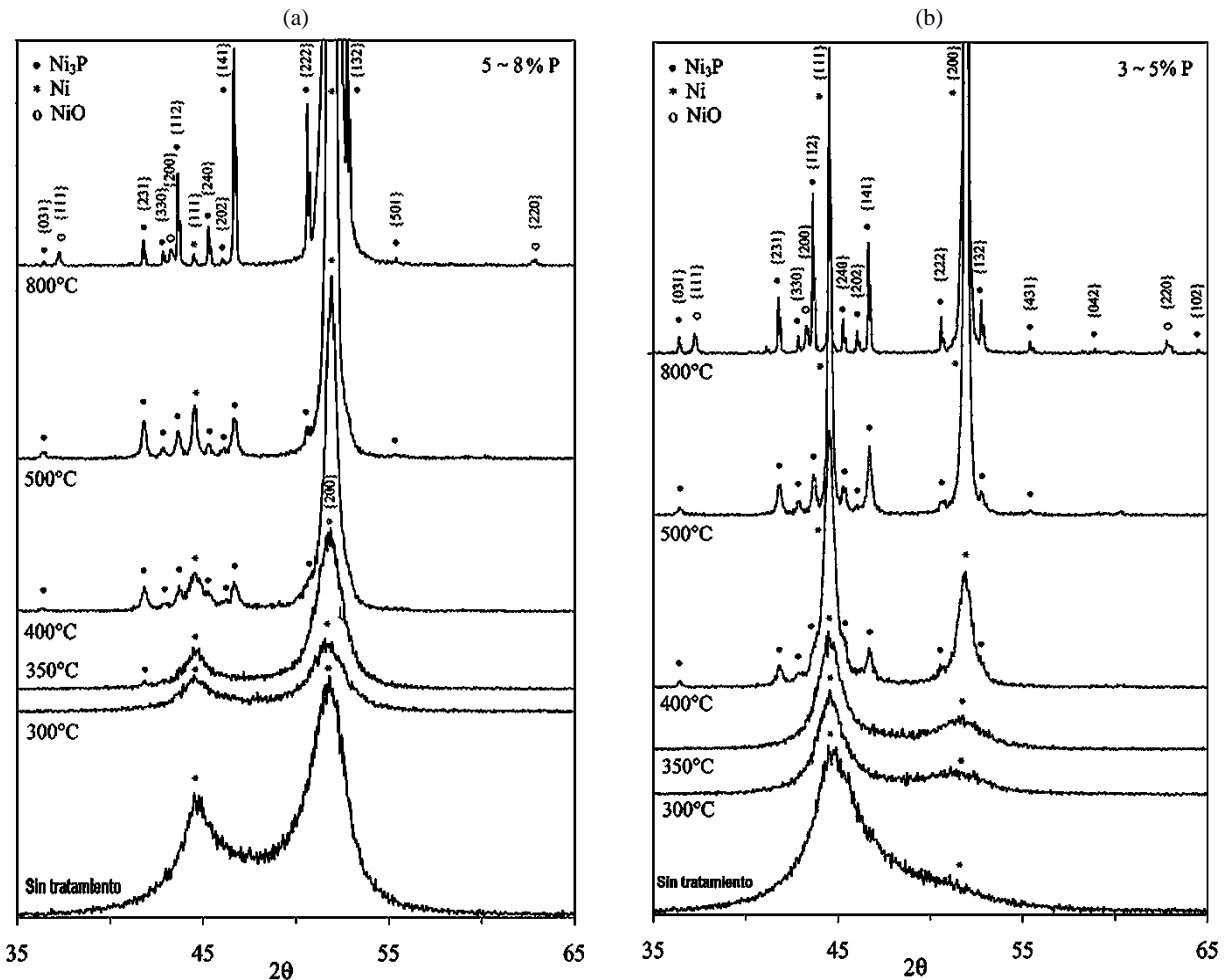 (a)
• Ni₃P
* Ni
o NiO
5 ~ 8% P
{031}
{111}
{231}
{330}
{200}
{112}
{111}
{240}
{202}
{141}
{222}
{132}
{501}
{220}
800°C
500°C
{200}
400°C
350°C
300°C
Sin tratamiento
35
45
55
65
2θ
(b)
• Ni₃P
* Ni
o NiO
3 ~ 5% P
{031}
{111}
{231}
{330}
{200}
{112}
{111}
{240}
{202}
{141}
{222}
{200}
{132}
{431}
{042}
{220}
{102}
800°C
500°C
400°C
350°C
300°C
Sin tratamiento
35
45
55
65
2θ